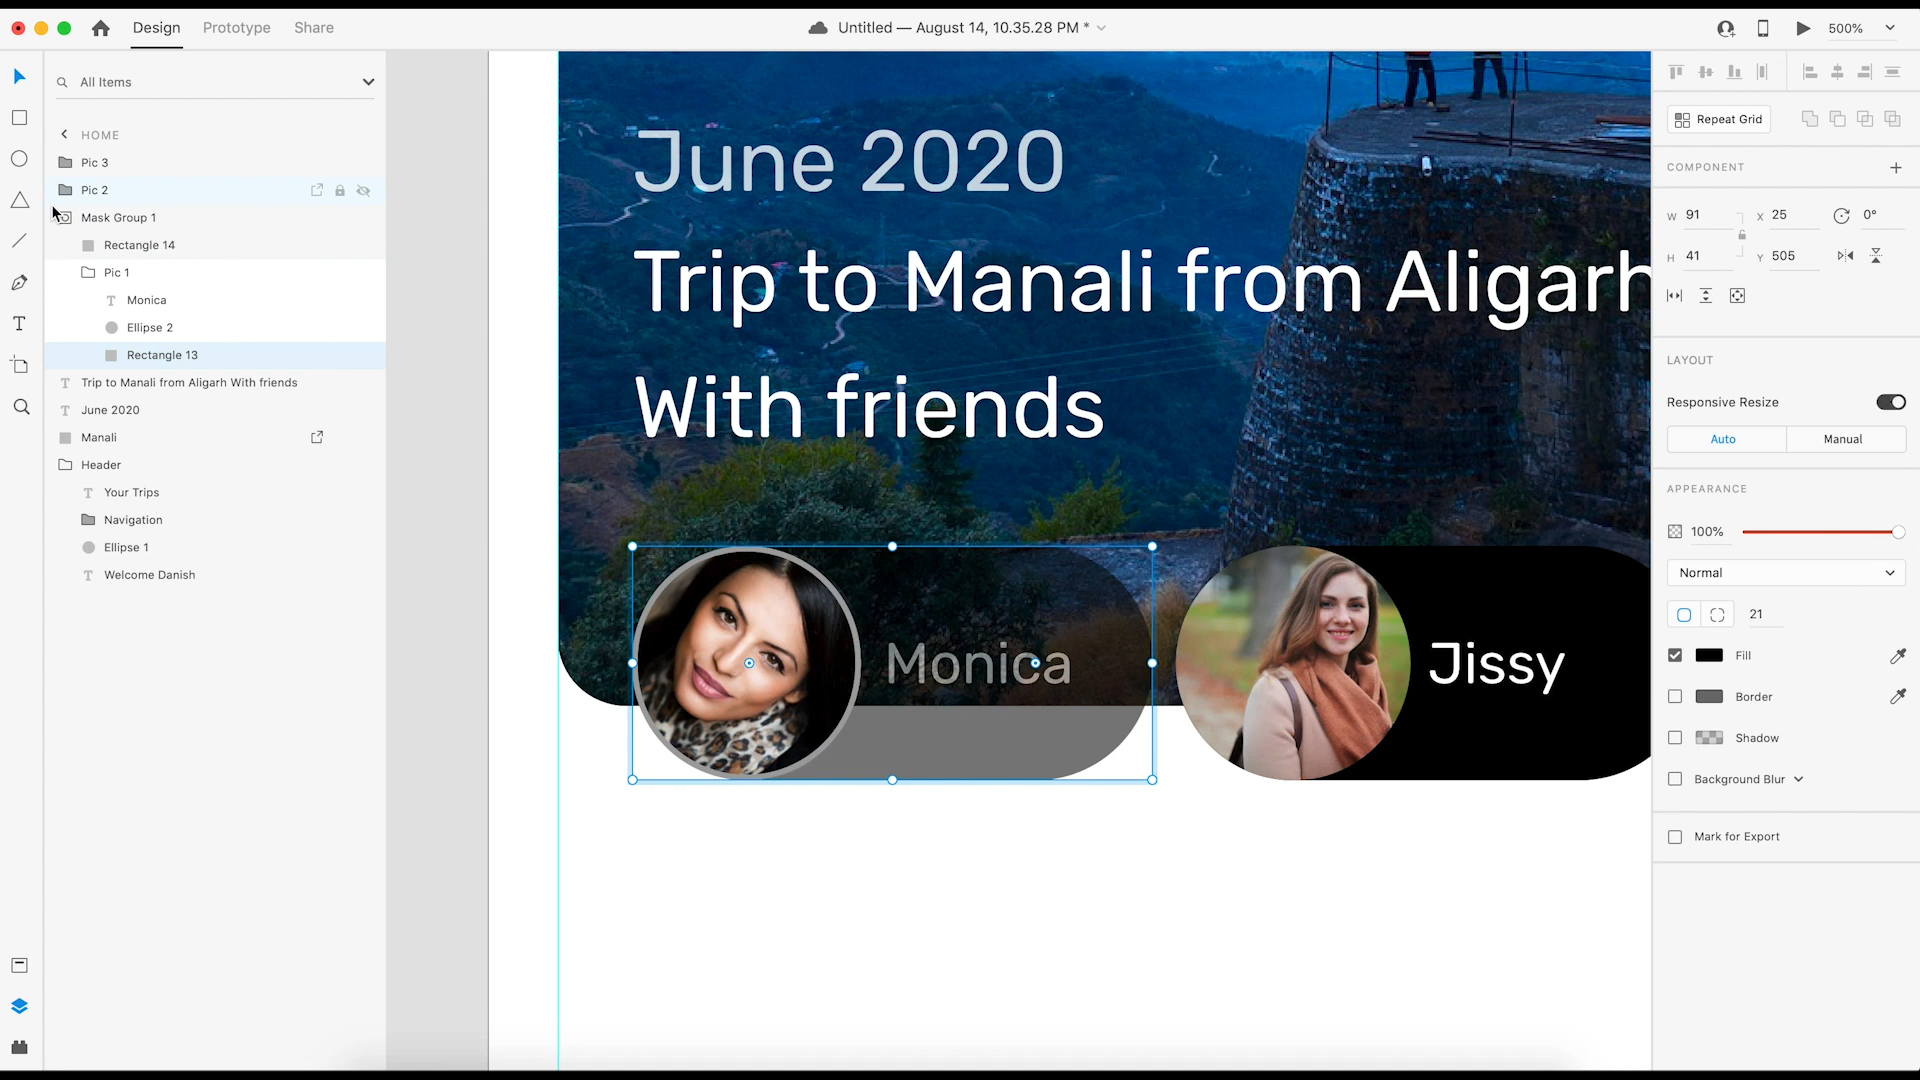 Design
Prototype
Share
Untitled — August 14, 10.35.28 PM *
500%
All Items
HOME
Pic 3
Pic 2
Mask Group 1
Rectangle 14
Pic 1
T Monica
Ellipse 2
Rectangle 13
T Trip to Manali from Aligarh With friends
T June 2020
Manali
Header
T Your Trips
Navigation
Ellipse 1
T Welcome Danish
June 2020
Trip to Manali from Aligarh
With friends
Monica
Jissy
Repeat Grid
COMPONENT
W 91 X 25 0°
H 41 Y 505
LAYOUT
Responsive Resize
Auto Manual
APPEARANCE
100%
Normal
21
Fill
Border
Shadow
Background Blur
Mark for Export